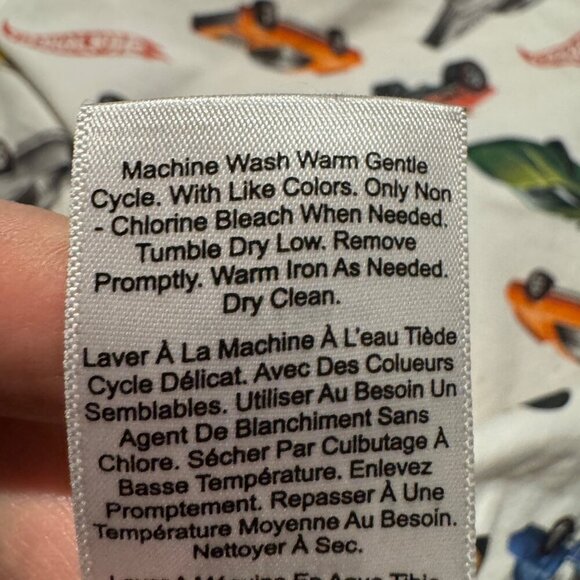 Machine Wash Warm Gentle
Cycle. With Like Colors. Only Non
- Chlorine Bleach When Needed.
Tumble Dry Low. Remove
Promptly. Warm Iron As Needed.
Dry Clean.
Laver À La Machine À L'eau Tiède
Cycle Délicat. Avec Des Colueurs
Semblables. Utiliser Au Besoin Un
Agent De Blanchiment Sans
Chlore. Sécher Par Culbutage À
Basse Température. Enlevez
Promptement. Repasser À Une
Température Moyenne Au Besoin.
Nettoyer À Sec.